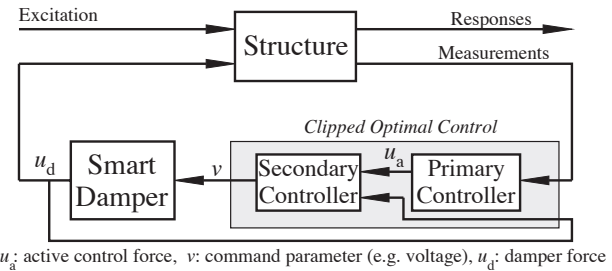 Excitation
Responses
Structure
Measurements
Clipped Optimal Control
u_d
Smart
Damper
v
Secondary
Controller
u_a
Primary
Controller
u_a: active control force, v: command parameter (e.g. voltage), u_d: damper force